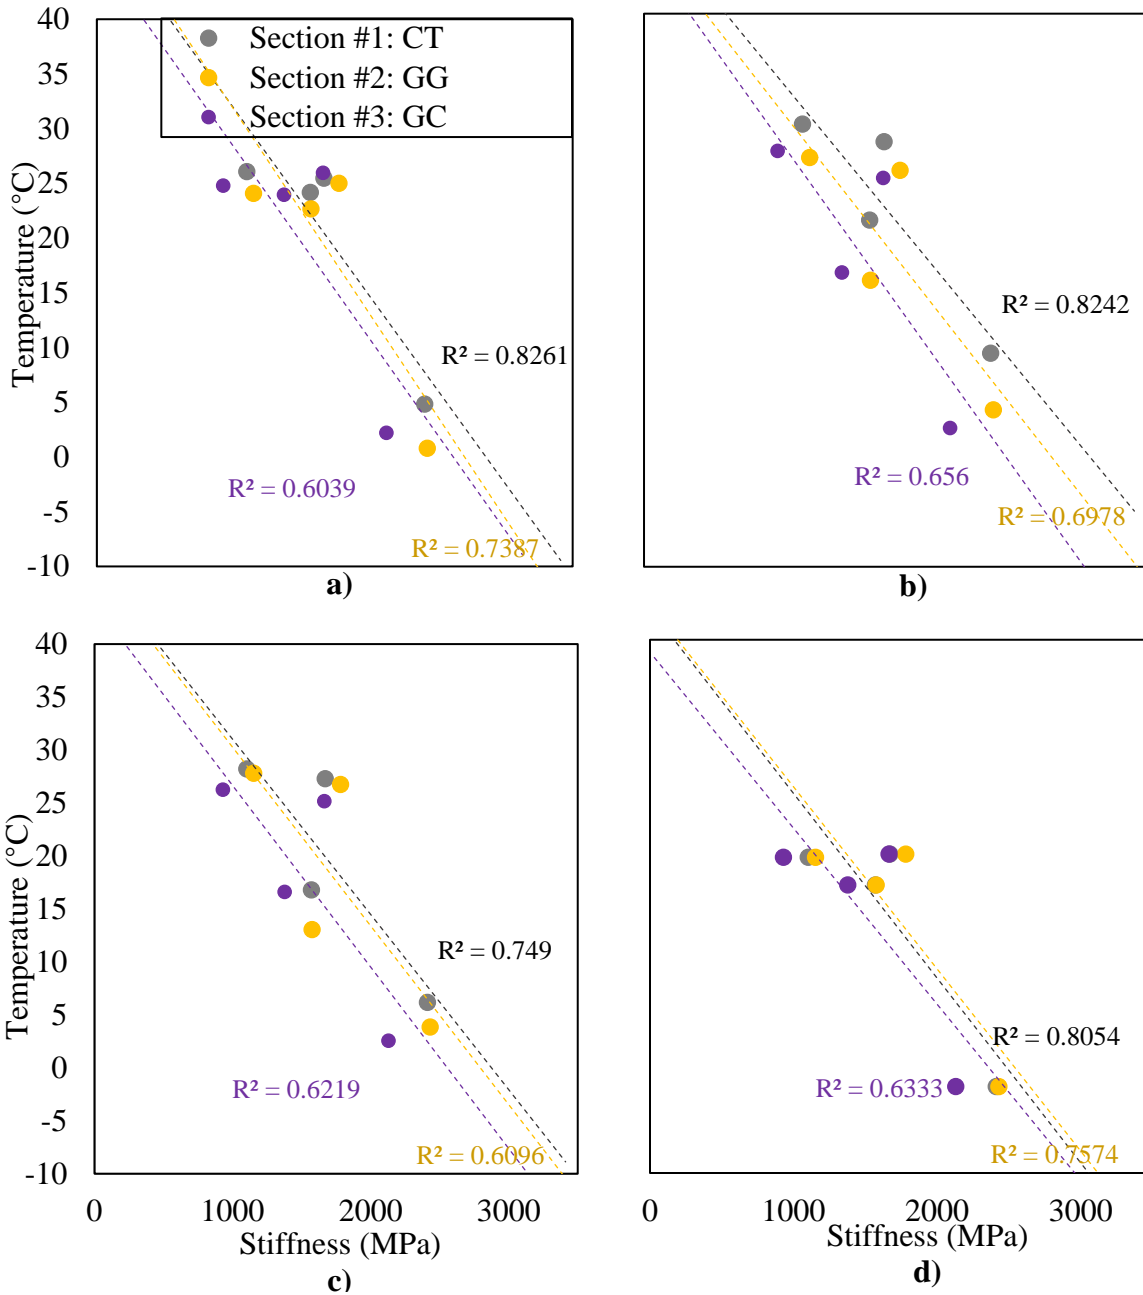 40
35
30
25
20
15
10
5
0
-5
-10
Temperature (°C)
Section #1: CT
Section #2: GG
Section #3: GC
R² = 0.8261
R² = 0.6039
R² = 0.7387
a)
R² = 0.8242
R² = 0.656
R² = 0.6978
b)
40
35
30
25
20
15
10
5
0
-5
-10
Temperature (°C)
R² = 0.749
R² = 0.6219
R² = 0.6096
0 1000 2000 3000
Stiffness (MPa)
c)
R² = 0.8054
R² = 0.6333
R² = 0.7574
0 1000 2000 3000
Stiffness (MPa)
d)